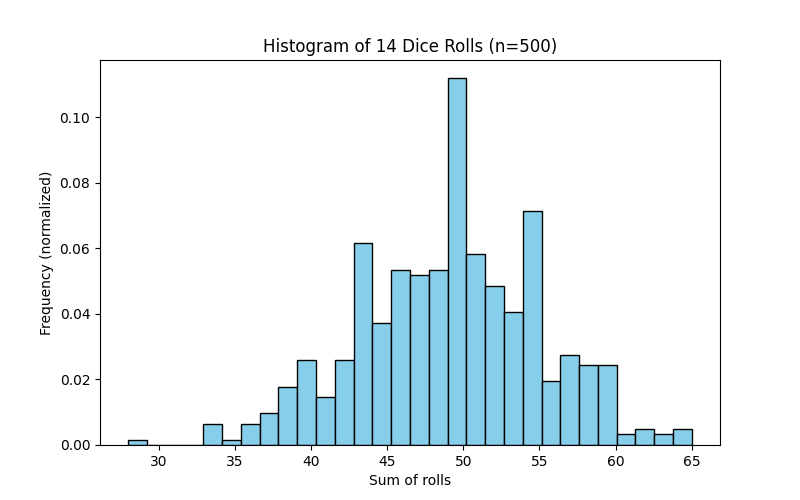 Histogram of 14 Dice Rolls (n=500)
Frequency (normalized)
0.10
0.08
0.06
0.04
0.02
0.00
30 35 40 45 50 55 60 65
Sum of rolls